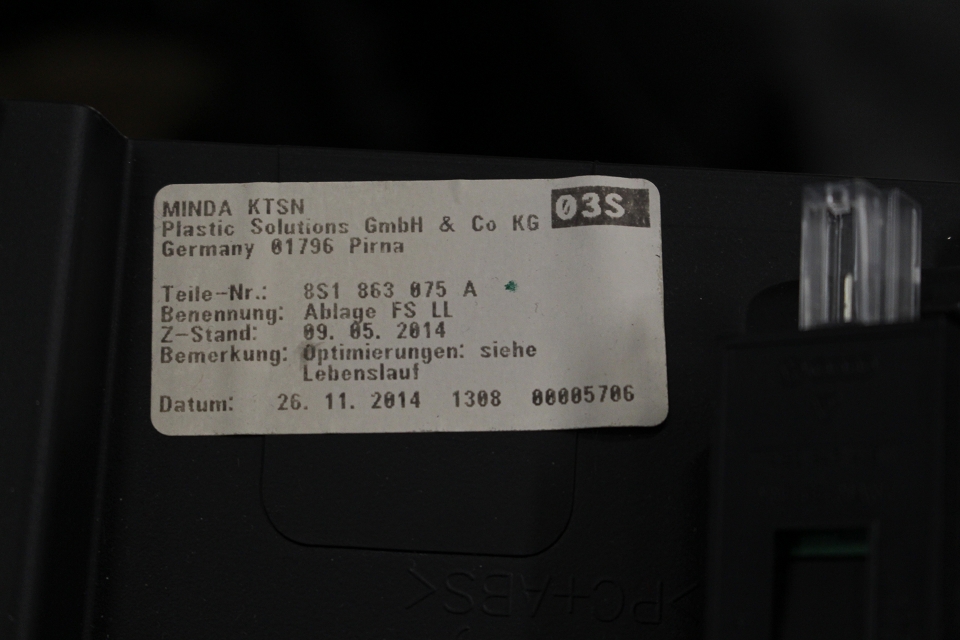 MINDA KTSN
03S
Plastic Solutions GmbH & Co KG
Germany 01796 Pirna
Teile-Nr.: 8S1 863 075 A
Benennung: Ablage FS LL
Z-Stand: 09. 05. 2014
Bemerkung: Optimierungen: siehe
Lebenslauf
Datum: 26. 11. 2014 1308 00005706
>PC+ABS<